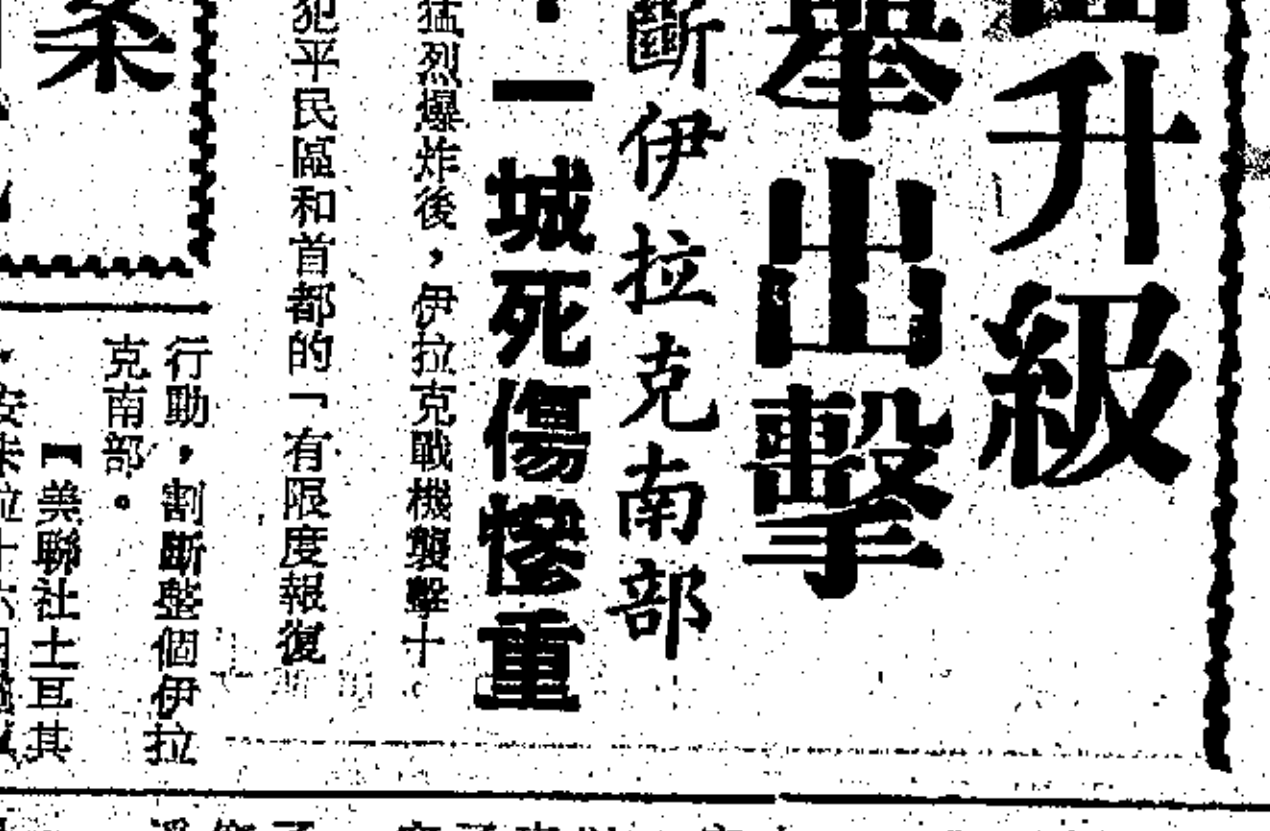 升級
舉出擊
斷伊拉克南部
一城死傷慘重
猛烈爆炸後，伊拉克戰機襲擊十
犯平民區和首都的「有限度報復
行動，割斷整個伊拉
克南部。
【美聯社土耳其